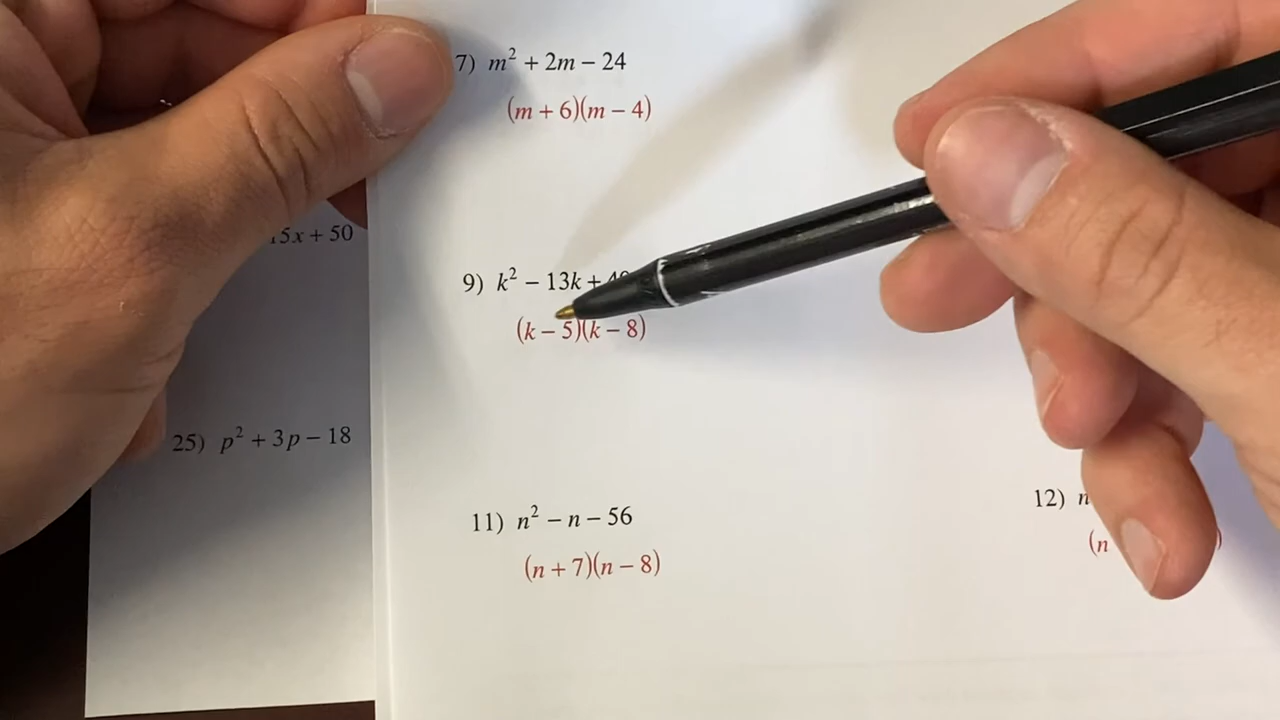 7) m² + 2m − 24
(m + 6)(m − 4)
5x + 50
9) k² − 13k +
(k − 5)(k − 8)
25) p² + 3p − 18
11) n² − n − 56
(n + 7)(n − 8)
12) n
(n
)